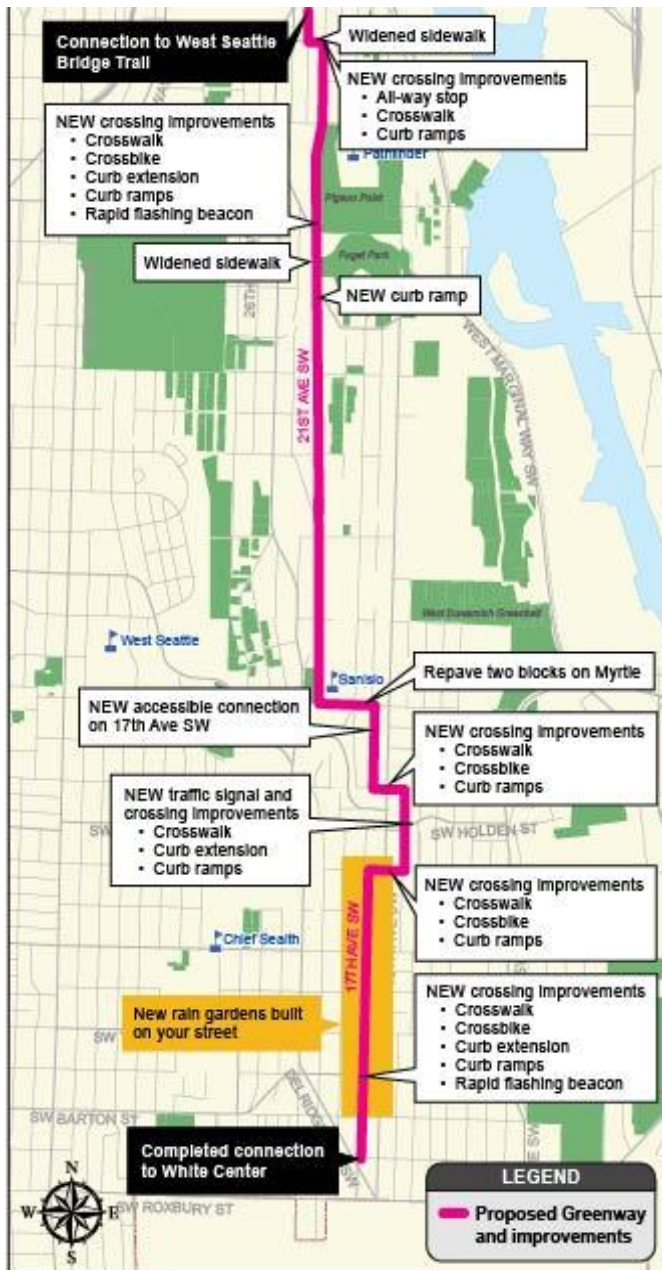 Connection to West Seattle
Bridge Trail
Widened sidewalk
NEW crossing improvements
• All-way stop
• Crosswalk
• Curb ramps
NEW crossing improvements
• Crosswalk
• Crossbike
• Curb extension
• Curb ramps
• Rapid flashing beacon
Pathfinder
Pigeon Point
Puget Park
Widened sidewalk
26TH
NEW curb ramp
WEST MARGINAL WAY SW
21ST AVE SW
West Duwamish Greenbelt
West Seattle
Sanislo
Repave two blocks on Myrtle
NEW accessible connection
on 17th Ave SW
NEW crossing improvements
• Crosswalk
• Crossbike
• Curb ramps
NEW traffic signal and
crossing improvements
• Crosswalk
• Curb extension
• Curb ramps
SW
SW HOLDEN ST
NEW crossing improvements
• Crosswalk
• Crossbike
• Curb ramps
Chief Sealth
17TH AVE SW
NEW crossing improvements
• Crosswalk
• Crossbike
• Curb extension
• Curb ramps
• Rapid flashing beacon
New rain gardens built
on your street
SW
DELRIDGE
SW
SW BARTON ST
E SW
Completed connection
to White Center
LEGEND
Proposed Greenway
and improvements
N
W
E
S
SW ROXBURY ST